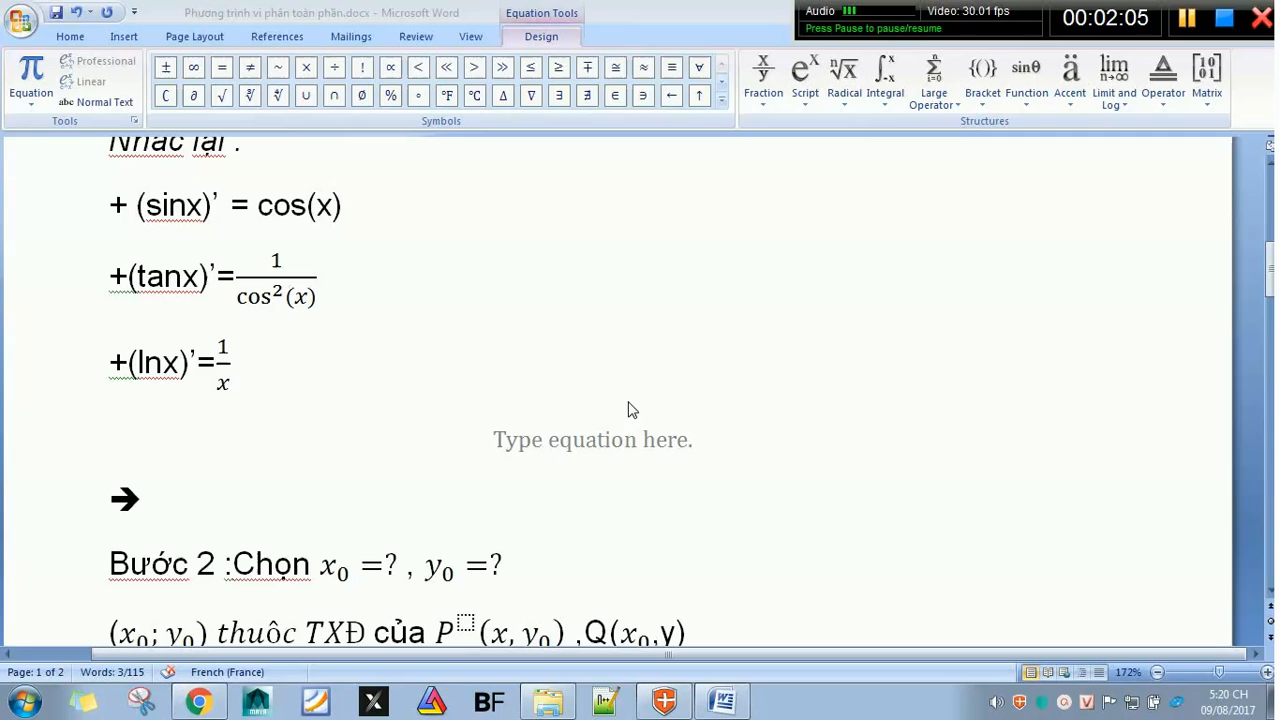 Phương trình vi phân toàn phần.docx - Microsoft Word
Equation Tools
Audio
Video: 30.01 fps
Press Pause to pause/resume
00:02:05
Home Insert Page Layout References Mailings Review View Design
π Equation
Professional
Linear
abc Normal Text
Tools
± ∞ = ≠ ~ × ÷ ! ∝ < ≪ > ≫ ≤ ≥ ∓ ≅ ≈ ≡ ∀
∁ ∂ √ ∛ ∜ ∪ ∩ ∅ % ° ℉ ℃ ∆ ∇ ∃ ∄ ∈ ∋ ← ↑
Symbols
Fraction Script Radical Integral Large Operator Bracket Function Accent Limit and Log Operator Matrix
Structures
Nhắc lại :
+ (sinx)’ = cos(x)
+(tanx)’=1/cos²(x)
+(lnx)’=1/x
Type equation here.
➔
Bước 2 :Chọn x₀ =? , y₀ =?
(x₀; y₀) thuôc TXĐ của P(x, y₀) ,Q(x₀,y)
Page: 1 of 2 Words: 3/115 French (France) 172%
MAYA X BF W V
5:20 CH
09/08/2017